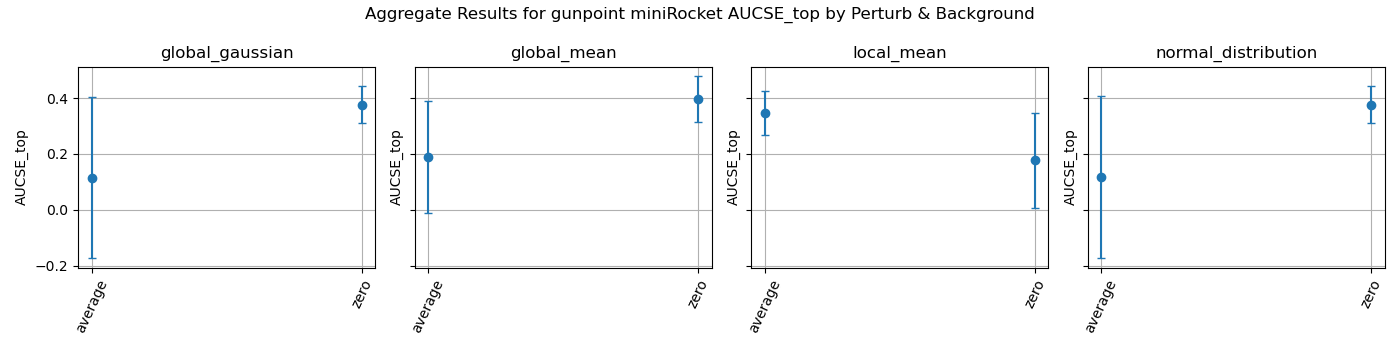 Aggregate Results for gunpoint miniRocket AUCSE_top by Perturb & Background
global_gaussian
global_mean
local_mean
normal_distribution
AUCSE_top
0.4
0.2
0.0
−0.2
average
zero
AUCSE_top
average
zero
AUCSE_top
average
zero
AUCSE_top
average
zero